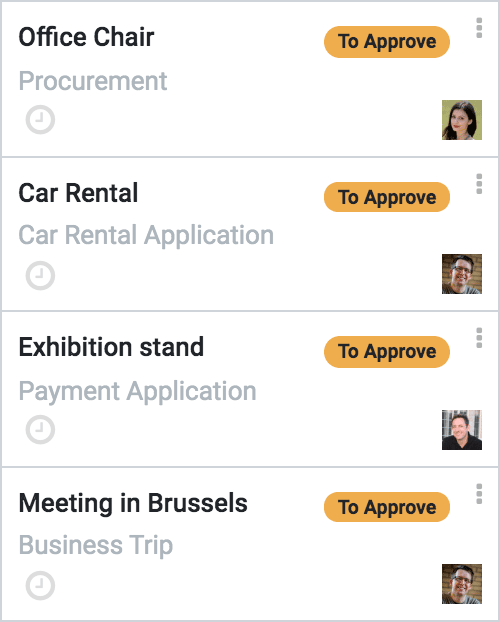 Office Chair
To Approve
Procurement
Car Rental
To Approve
Car Rental Application
Exhibition stand
To Approve
Payment Application
Meeting in Brussels
To Approve
Business Trip